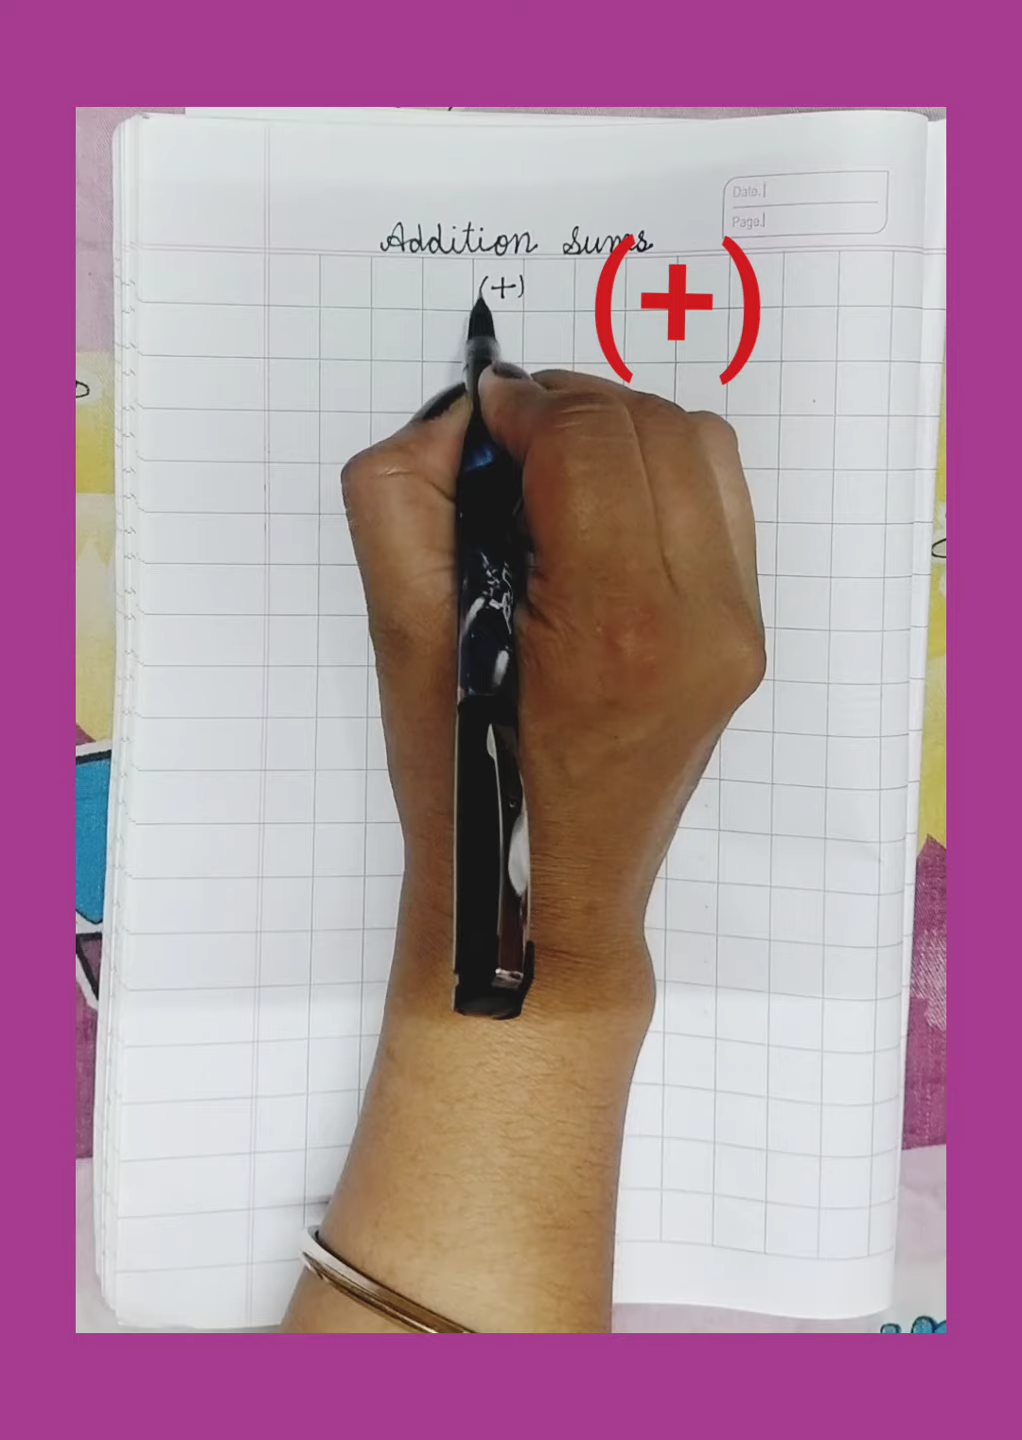 Date.
Page.
Addition Sums
(+)
(+)